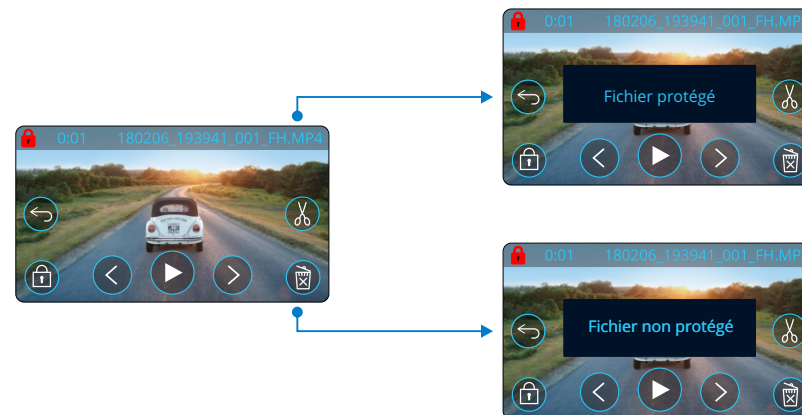 0:01 180206_193941_001_FH.MP
Fichier protégé
0:01 180206_193941_001_FH.MP4
0:01 180206_193941_001_FH.MP
Fichier non protégé